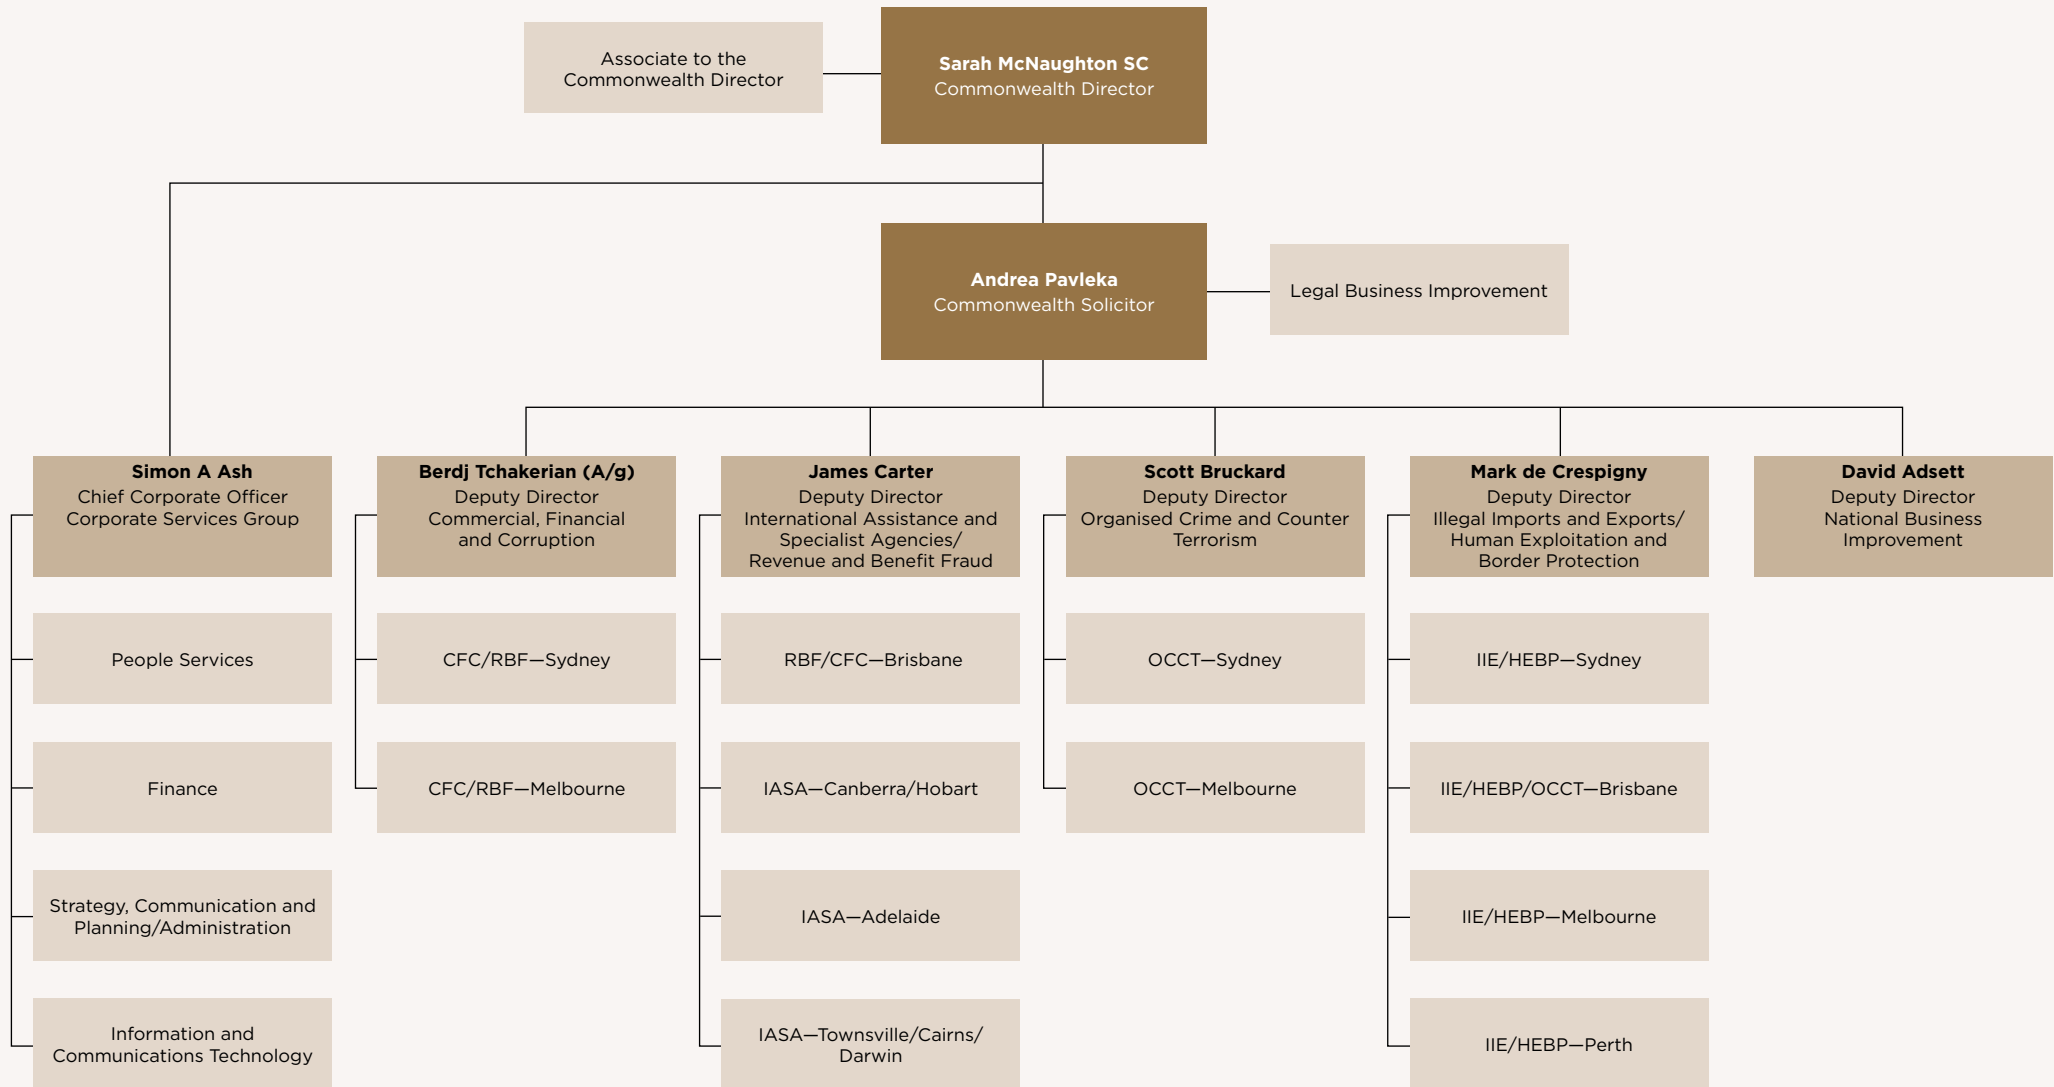 Associate to the
Commonwealth Director
Sarah McNaughton SC
Commonwealth Director
Andrea Pavleka
Commonwealth Solicitor
Legal Business Improvement
Simon A Ash
Chief Corporate Officer
Corporate Services Group
People Services
Finance
Strategy, Communication and
Planning/Administration
Information and
Communications Technology
Berdj Tchakerian (A/g)
Deputy Director
Commercial, Financial
and Corruption
CFC/RBF—Sydney
CFC/RBF—Melbourne
James Carter
Deputy Director
International Assistance and
Specialist Agencies/
Revenue and Benefit Fraud
RBF/CFC—Brisbane
IASA—Canberra/Hobart
IASA—Adelaide
IASA—Townsville/Cairns/
Darwin
Scott Bruckard
Deputy Director
Organised Crime and Counter
Terrorism
OCCT—Sydney
OCCT—Melbourne
Mark de Crespigny
Deputy Director
Illegal Imports and Exports/
Human Exploitation and
Border Protection
IIE/HEBP—Sydney
IIE/HEBP/OCCT—Brisbane
IIE/HEBP—Melbourne
IIE/HEBP—Perth
David Adsett
Deputy Director
National Business
Improvement